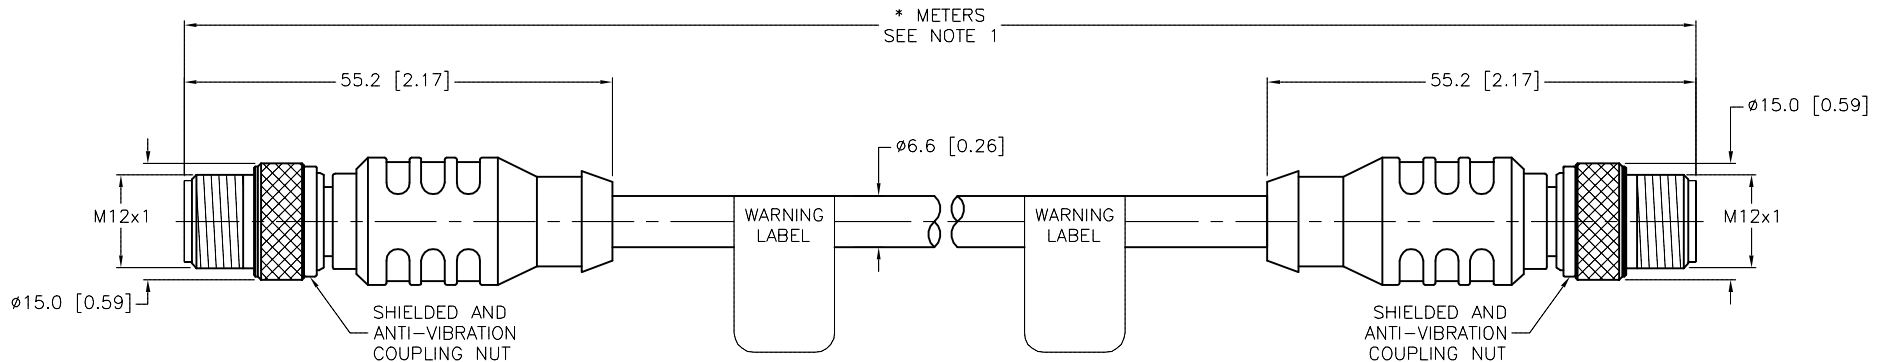 * METERS
SEE NOTE 1
55.2 [2.17]
55.2 [2.17]
ø15.0 [0.59]
ø6.6 [0.26]
M12x1
WARNING
LABEL
WARNING
LABEL
M12x1
ø15.0 [0.59]
SHIELDED AND
ANTI-VIBRATION
COUPLING NUT
SHIELDED AND
ANTI-VIBRATION
COUPLING NUT